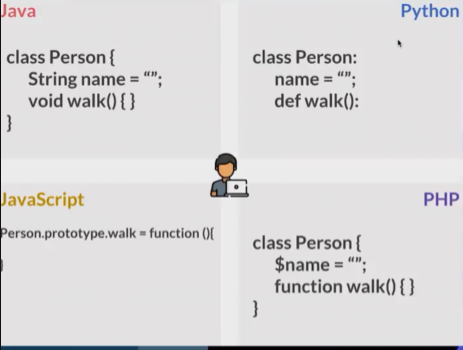 Java
class Person {
String name = “”;
void walk() { }
}
Python
class Person:
name = “”;
def walk():
JavaScript
Person.prototype.walk = function (){
}
PHP
class Person {
$name = “”;
function walk() { }
}